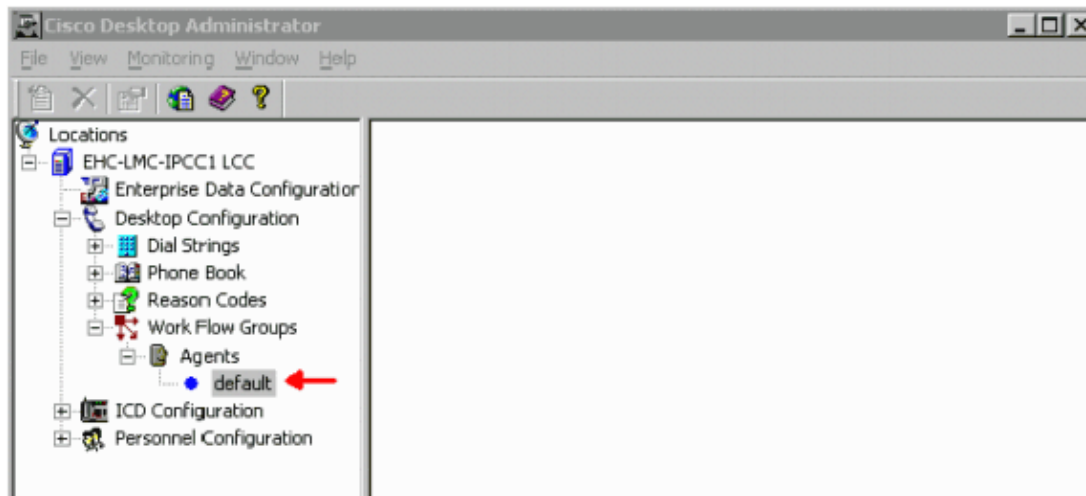 Cisco Desktop Administrator
File View Monitoring Window Help
Locations
EHC-LMC-IPCC1 LCC
Enterprise Data Configuration
Desktop Configuration
Dial Strings
Phone Book
Reason Codes
Work Flow Groups
Agents
default
ICD Configuration
Personnel Configuration